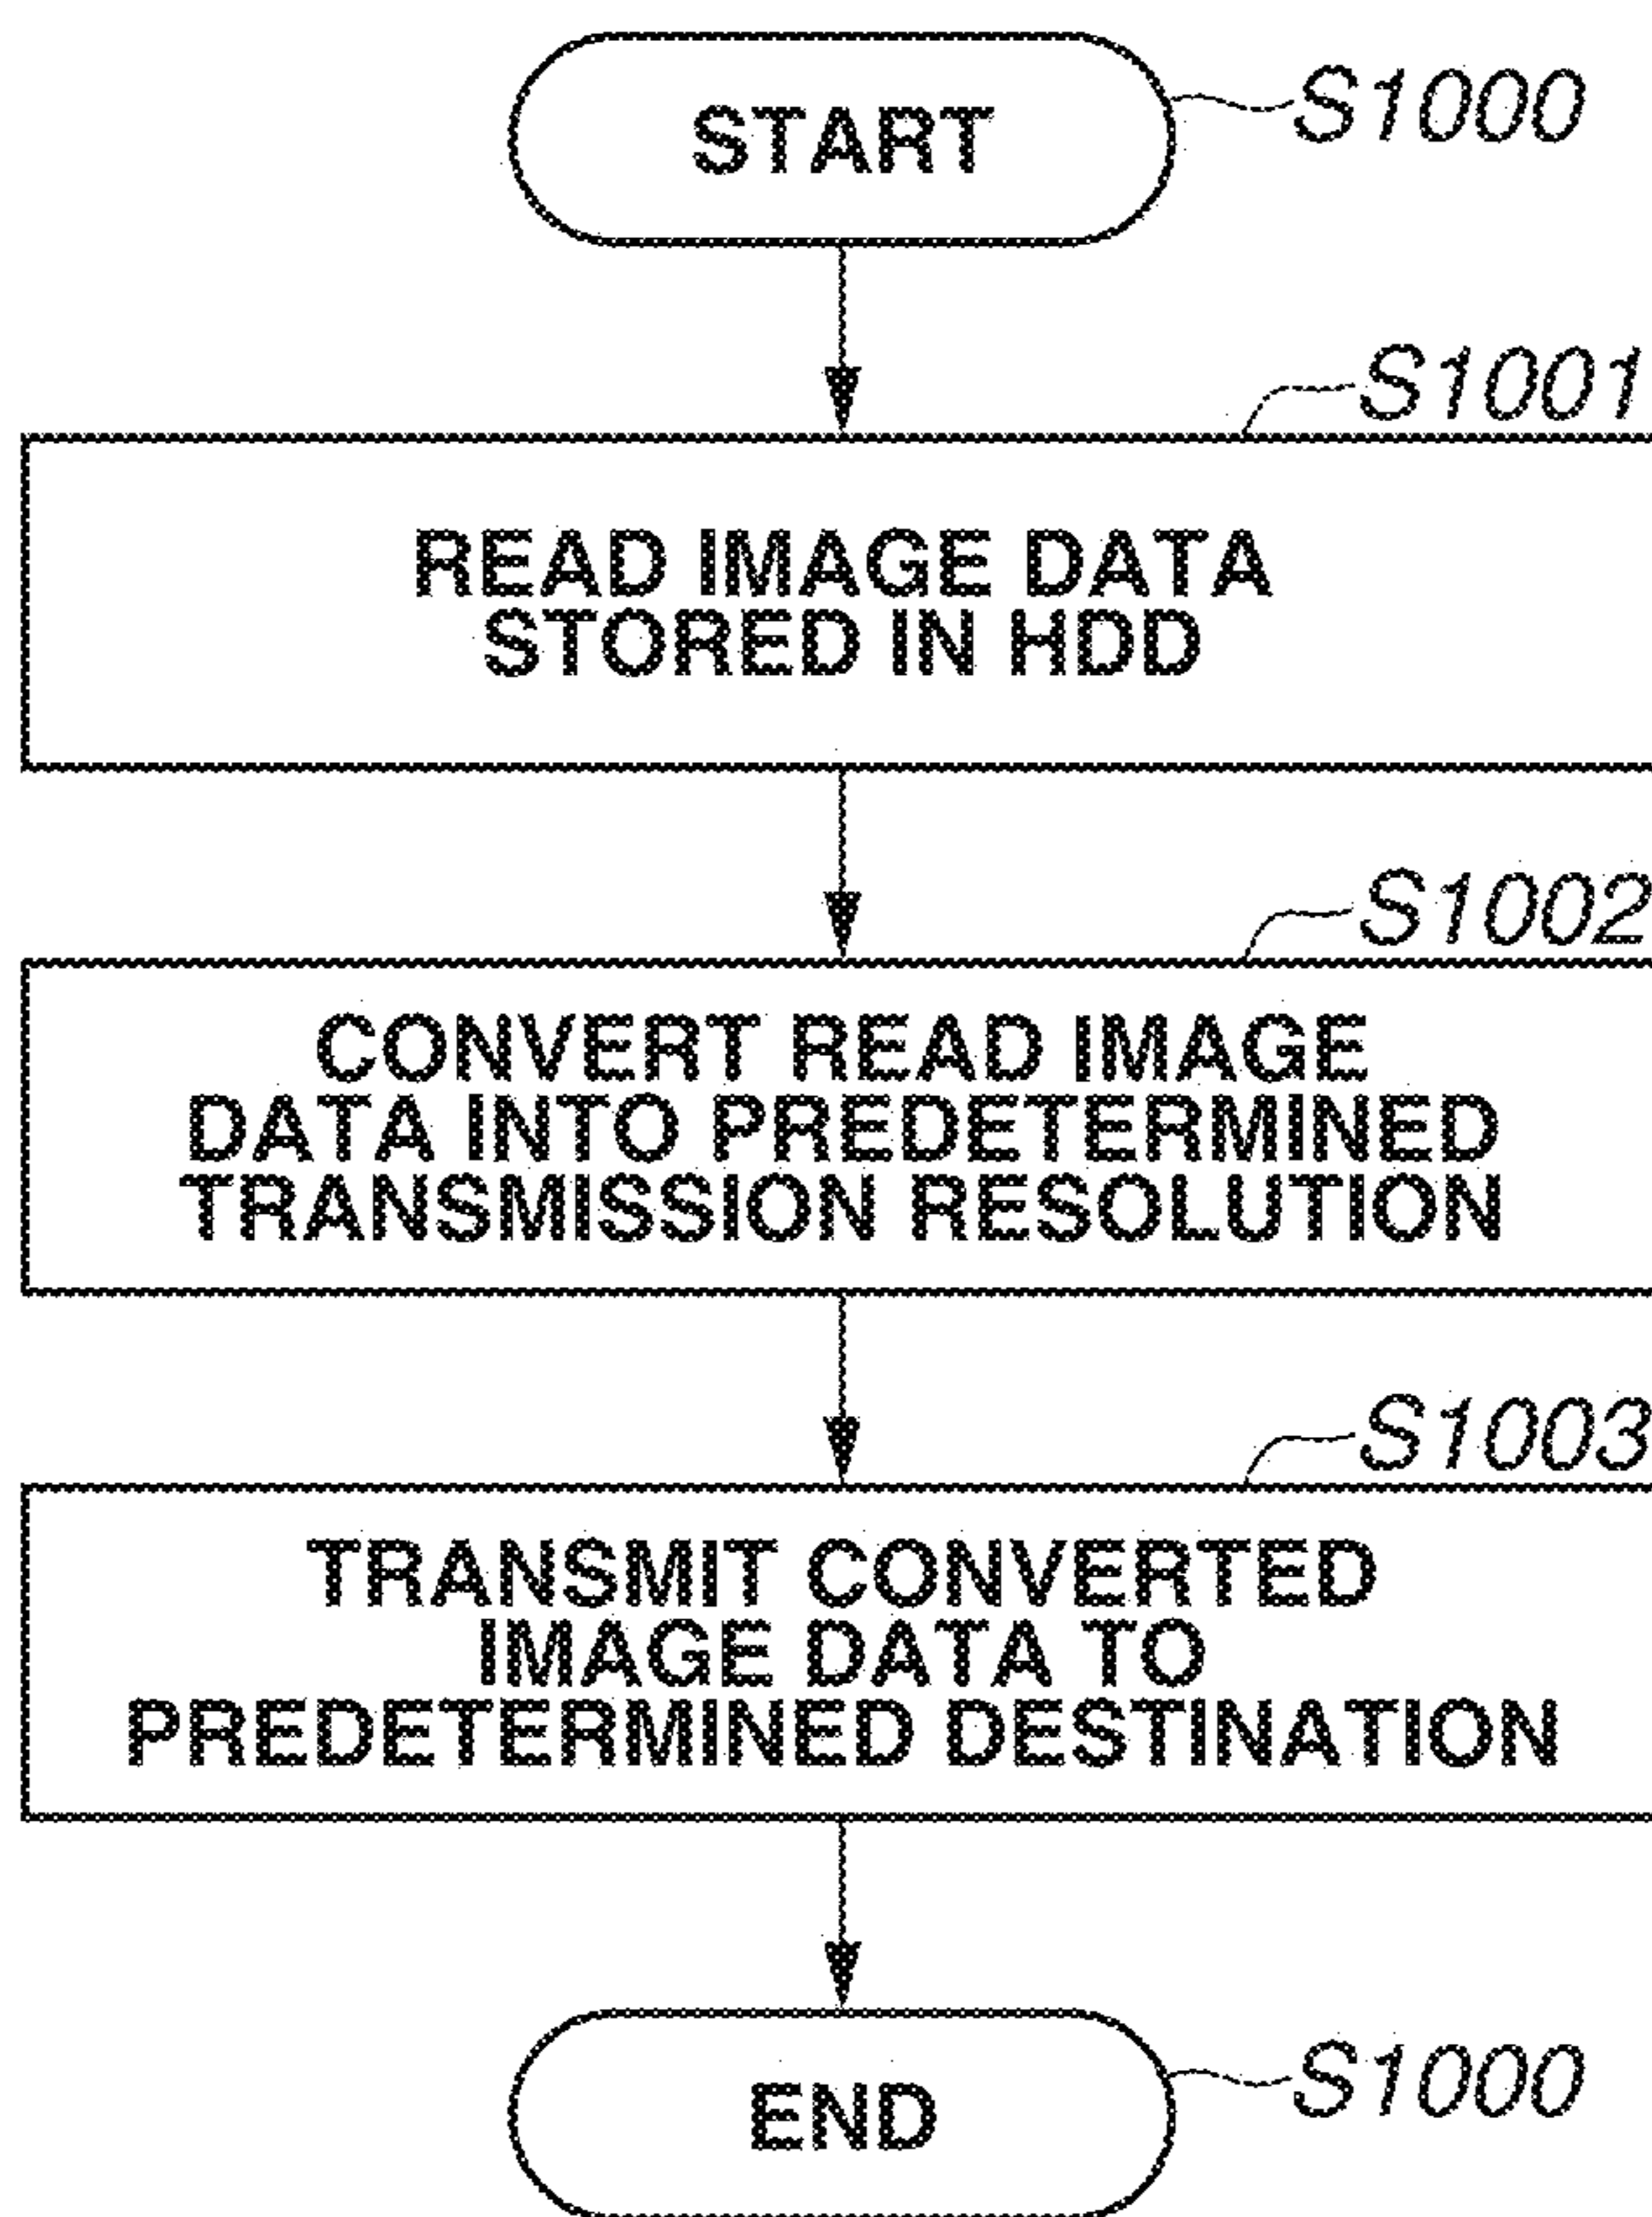 START
S1000
S1001
READ IMAGE DATA
STORED IN HDD
S1002
CONVERT READ IMAGE
DATA INTO PREDETERMINED
TRANSMISSION RESOLUTION
S1003
TRANSMIT CONVERTED
IMAGE DATA TO
PREDETERMINED DESTINATION
END
S1000